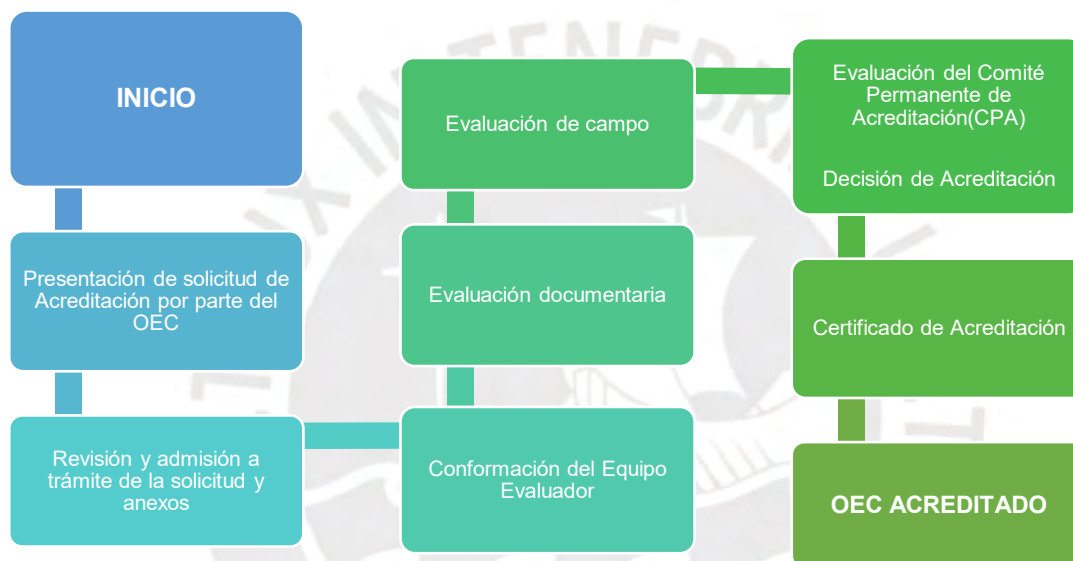 INICIO
Presentación de solicitud de
Acreditación por parte del
OEC
Revisión y admisión a
trámite de la solicitud y
anexos
Conformación del Equipo
Evaluador
Evaluación documentaria
Evaluación de campo
Evaluación del Comité
Permanente de
Acreditación(CPA)
Decisión de Acreditación
Certificado de Acreditación
OEC ACREDITADO